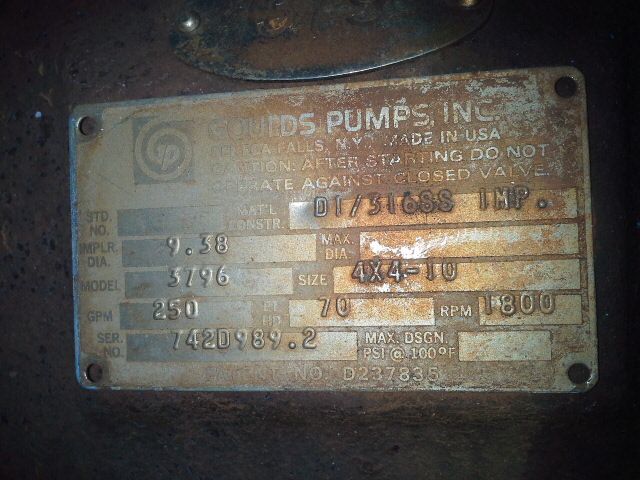 GOULDS PUMPS, INC.
SENECA FALLS, N.Y. MADE IN USA
CAUTION: AFTER STARTING DO NOT
OPERATE AGAINST CLOSED VALVE.
STD. NO. MAT'L CONSTR. DI/316SS IMP.
IMPLR. DIA. 9.38 MAX. DIA.
MODEL 3796 SIZE 4X4-10
GPM 250 FT HD 70 RPM 1800
SER. NO. 742D989.2 MAX. DSGN. PSI @ 100°F
PATENT NO. D237835